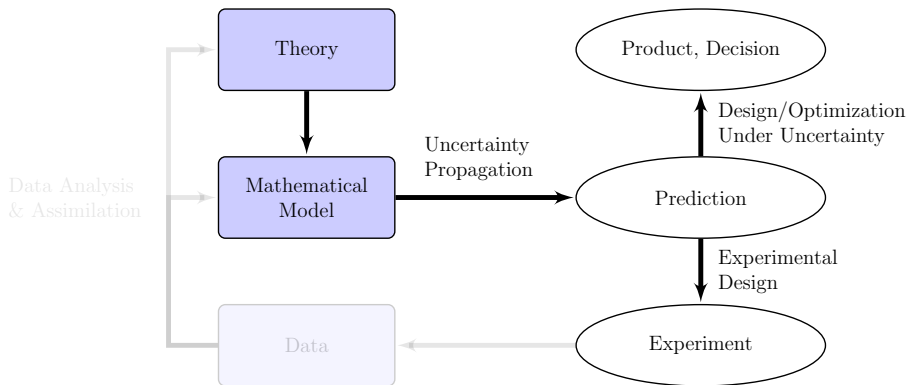 Theory
Product, Decision
Design/Optimization
Under Uncertainty
Uncertainty
Propagation
Data Analysis
& Assimilation
Mathematical
Model
Prediction
Experimental
Design
Data
Experiment